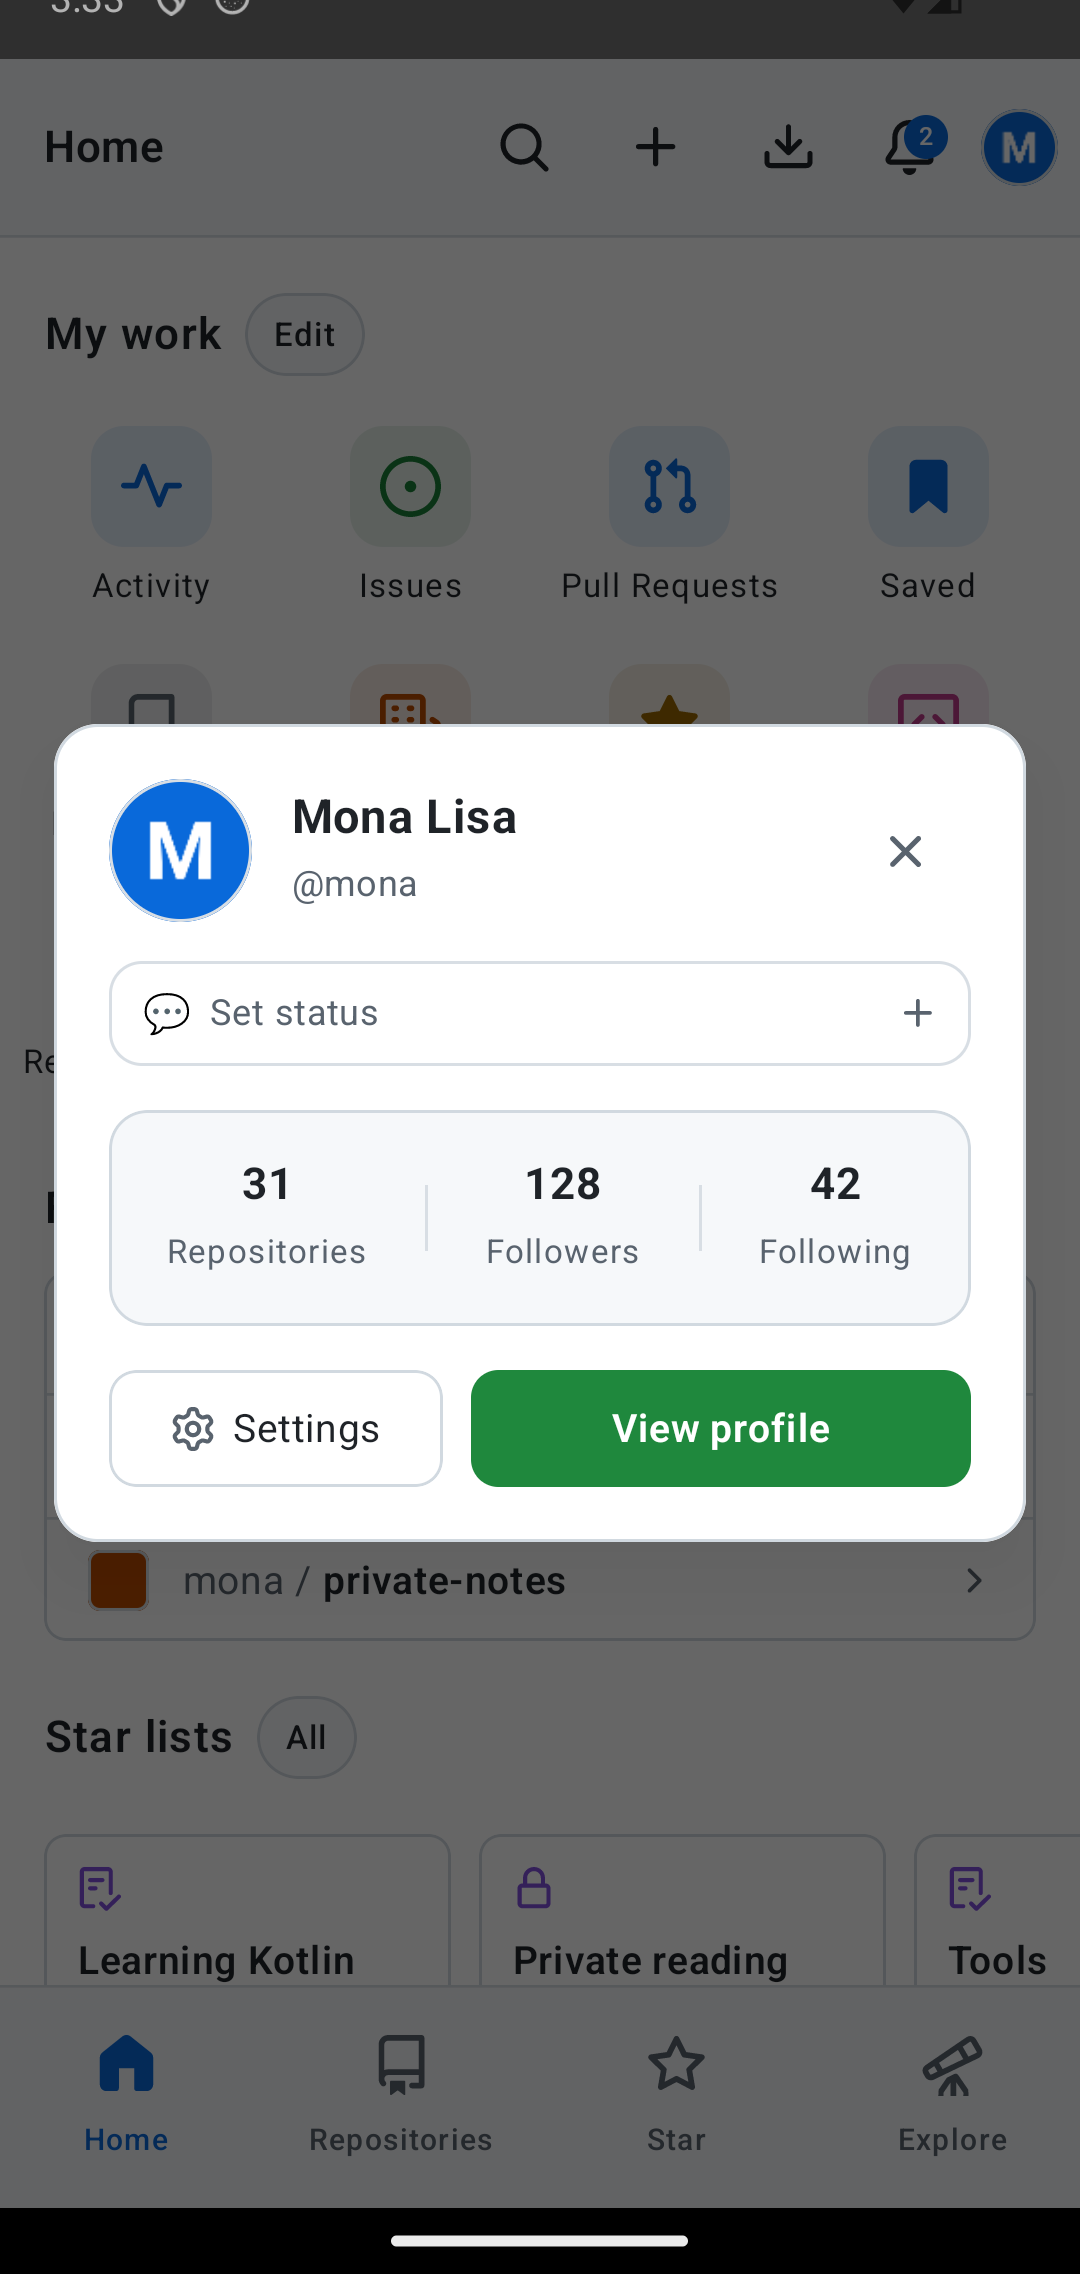 Home
2
M
My work
Edit
Activity
Issues
Pull Requests
Saved
M
Mona Lisa
@mona
Set status
31
128
42
Repositories
Followers
Following
Settings
View profile
mona / private-notes
Star lists
All
Learning Kotlin
Private reading
Tools
Home
Repositories
Star
Explore